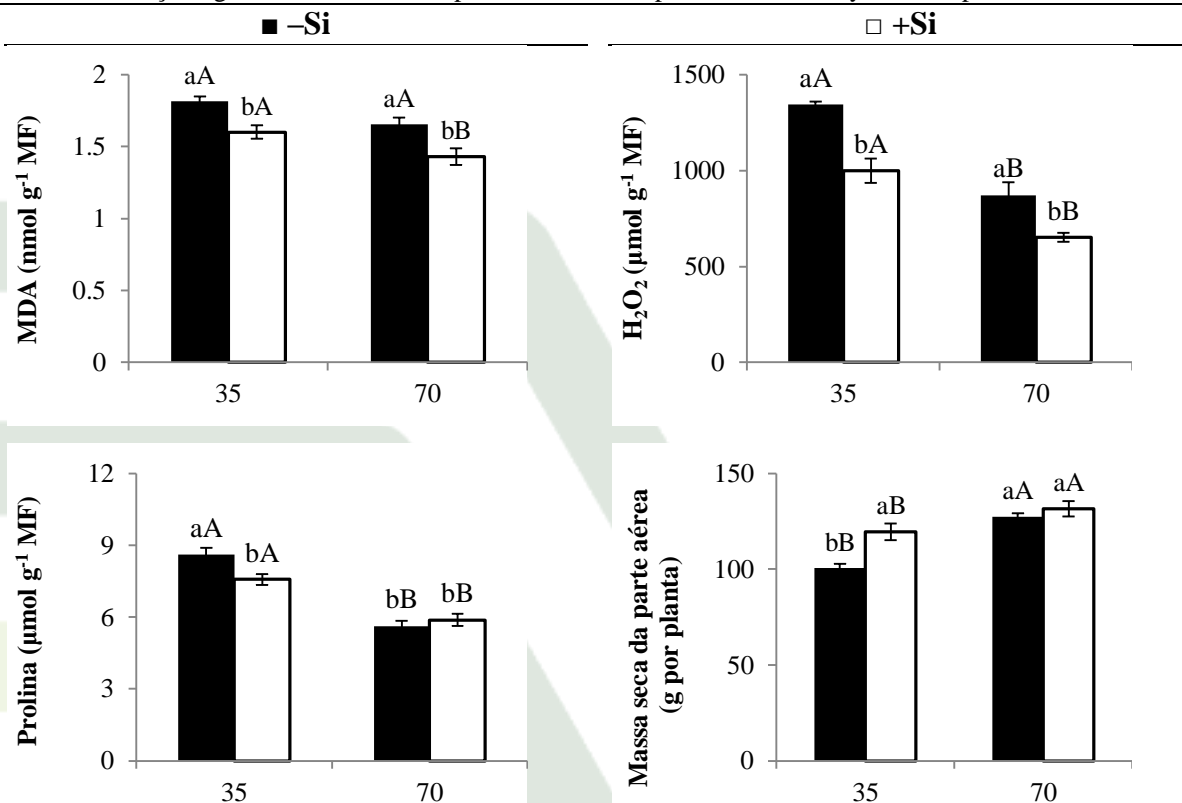 ■ –Si
□ +Si
MDA (nmol g-1 MF)
2
1.5
1
0.5
0
aA
bA
aA
bB
35
70
H2O2 (µmol g-1 MF)
1500
1000
500
0
aA
bA
aB
bB
35
70
Prolina (µmol g-1 MF)
12
9
6
3
0
aA
bA
bB
bB
35
70
Massa seca da parte aérea
(g por planta)
150
100
50
0
bB
aB
aA
aA
35
70